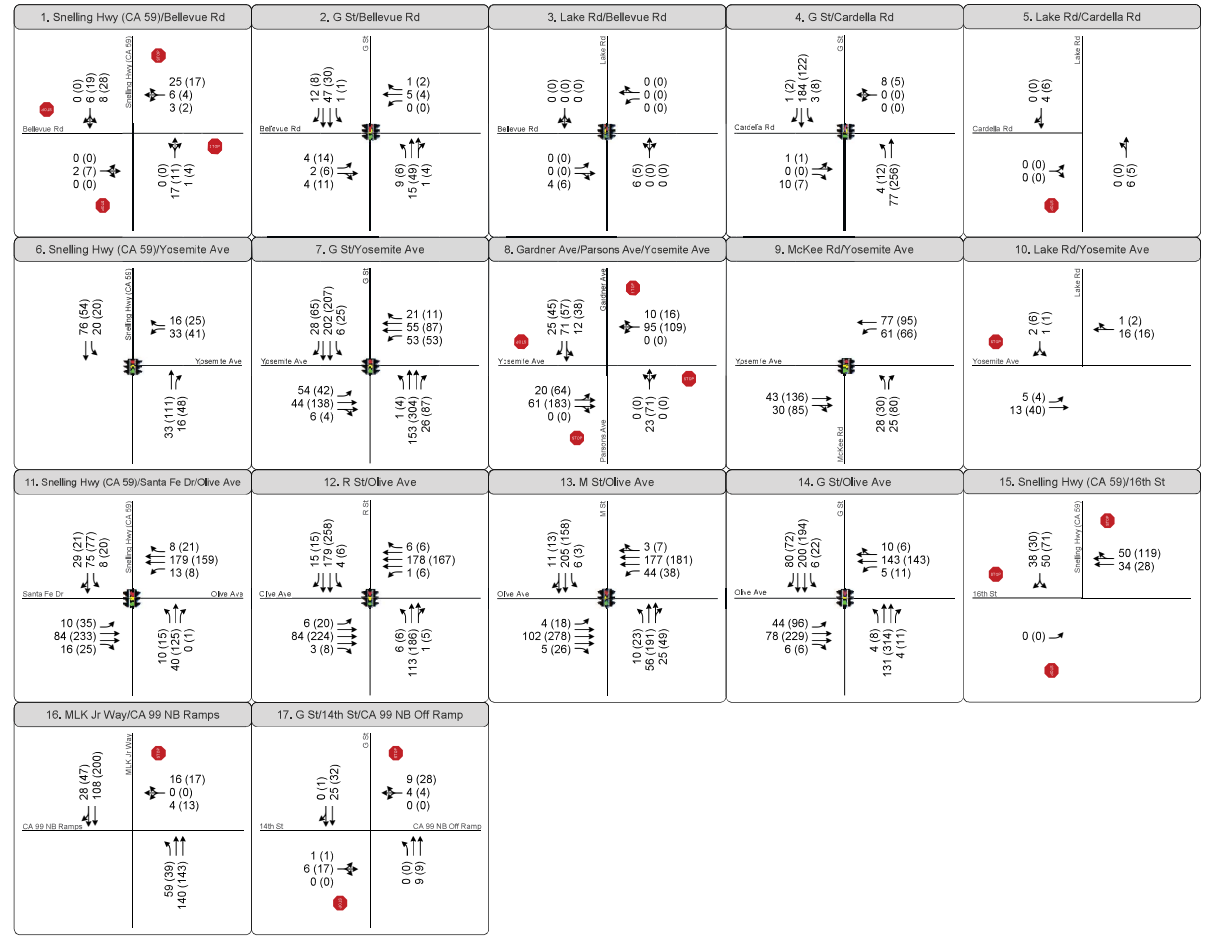 1. Snelling Hwy (CA 59)/Bellevue Rd
0 (0)
6 (19)
8 (28)
Snelling Hwy (CA 59)
STOP
25 (17)
6 (4)
3 (2)
Bellevue Rd
STOP
0 (0)
2 (7)
0 (0)
0 (0)
17 (11)
1 (4)
2. G St/Bellevue Rd
12 (8)
47 (30)
1 (1)
G St
1 (2)
5 (4)
0 (0)
Bellevue Rd
4 (14)
2 (6)
4 (11)
9 (6)
15 (49)
1 (4)
3. Lake Rd/Bellevue Rd
0 (0)
0 (0)
0 (0)
Lake Rd
0 (0)
0 (0)
0 (0)
Bellevue Rd
0 (0)
0 (0)
4 (6)
6 (5)
0 (0)
0 (0)
4. G St/Cardella Rd
1 (2)
184 (122)
3 (8)
G St
8 (5)
0 (0)
0 (0)
Cardella Rd
1 (1)
0 (0)
10 (7)
4 (12)
77 (256)
5. Lake Rd/Cardella Rd
0 (0)
4 (6)
Lake Rd
Cardella Rd
0 (0)
0 (0)
0 (0)
6 (5)
6. Snelling Hwy (CA 59)/Yosemite Ave
76 (54)
20 (20)
Snelling Hwy (CA 59)
16 (25)
33 (41)
Yosemite Ave
33 (111)
16 (48)
7. G St/Yosemite Ave
28 (65)
202 (207)
6 (25)
G St
21 (11)
55 (87)
53 (53)
Yosemite Ave
54 (42)
44 (138)
6 (4)
1 (4)
153 (304)
26 (87)
8. Gardner Ave/Parsons Ave/Yosemite Ave
25 (45)
71 (57)
12 (38)
Gardner Ave
STOP
10 (16)
95 (109)
0 (0)
Yosemite Ave
STOP
20 (64)
61 (183)
0 (0)
STOP
Parsons Ave
0 (0)
23 (71)
0 (0)
9. McKee Rd/Yosemite Ave
77 (95)
61 (66)
Yosemite Ave
43 (136)
30 (85)
McKee Rd
28 (30)
25 (80)
10. Lake Rd/Yosemite Ave
2 (6)
1 (1)
Lake Rd
STOP
1 (2)
16 (16)
Yosemite Ave
5 (4)
13 (40)
11. Snelling Hwy (CA 59)/Santa Fe Dr/Olive Ave
29 (21)
75 (77)
8 (20)
Snelling Hwy (CA 59)
8 (21)
179 (159)
13 (8)
Santa Fe Dr
Olive Ave
10 (35)
84 (233)
16 (25)
10 (15)
40 (125)
0 (1)
12. R St/Olive Ave
15 (15)
179 (258)
4 (6)
R St
6 (6)
178 (167)
1 (6)
Olive Ave
6 (20)
84 (224)
3 (8)
6 (6)
113 (186)
1 (5)
13. M St/Olive Ave
11 (13)
205 (158)
6 (3)
M St
3 (7)
177 (181)
44 (38)
Olive Ave
4 (18)
102 (278)
5 (26)
10 (23)
56 (191)
25 (49)
14. G St/Olive Ave
80 (72)
200 (194)
6 (22)
G St
10 (6)
143 (143)
5 (11)
Olive Ave
44 (96)
78 (229)
6 (6)
4 (8)
131 (314)
4 (11)
15. Snelling Hwy (CA 59)/16th St
38 (30)
50 (71)
Snelling Hwy (CA 59)
50 (119)
34 (28)
16th St
0 (0)
16. MLK Jr Way/CA 99 NB Ramps
28 (47)
108 (200)
MLK Jr Way
STOP
16 (17)
0 (0)
4 (13)
CA 99 NB Ramps
59 (39)
140 (143)
17. G St/14th St/CA 99 NB Off Ramp
0 (1)
25 (32)
G St
STOP
9 (28)
4 (4)
0 (0)
14th St
CA 99 NB Off Ramp
1 (1)
6 (17)
0 (0)
0 (0)
9 (9)